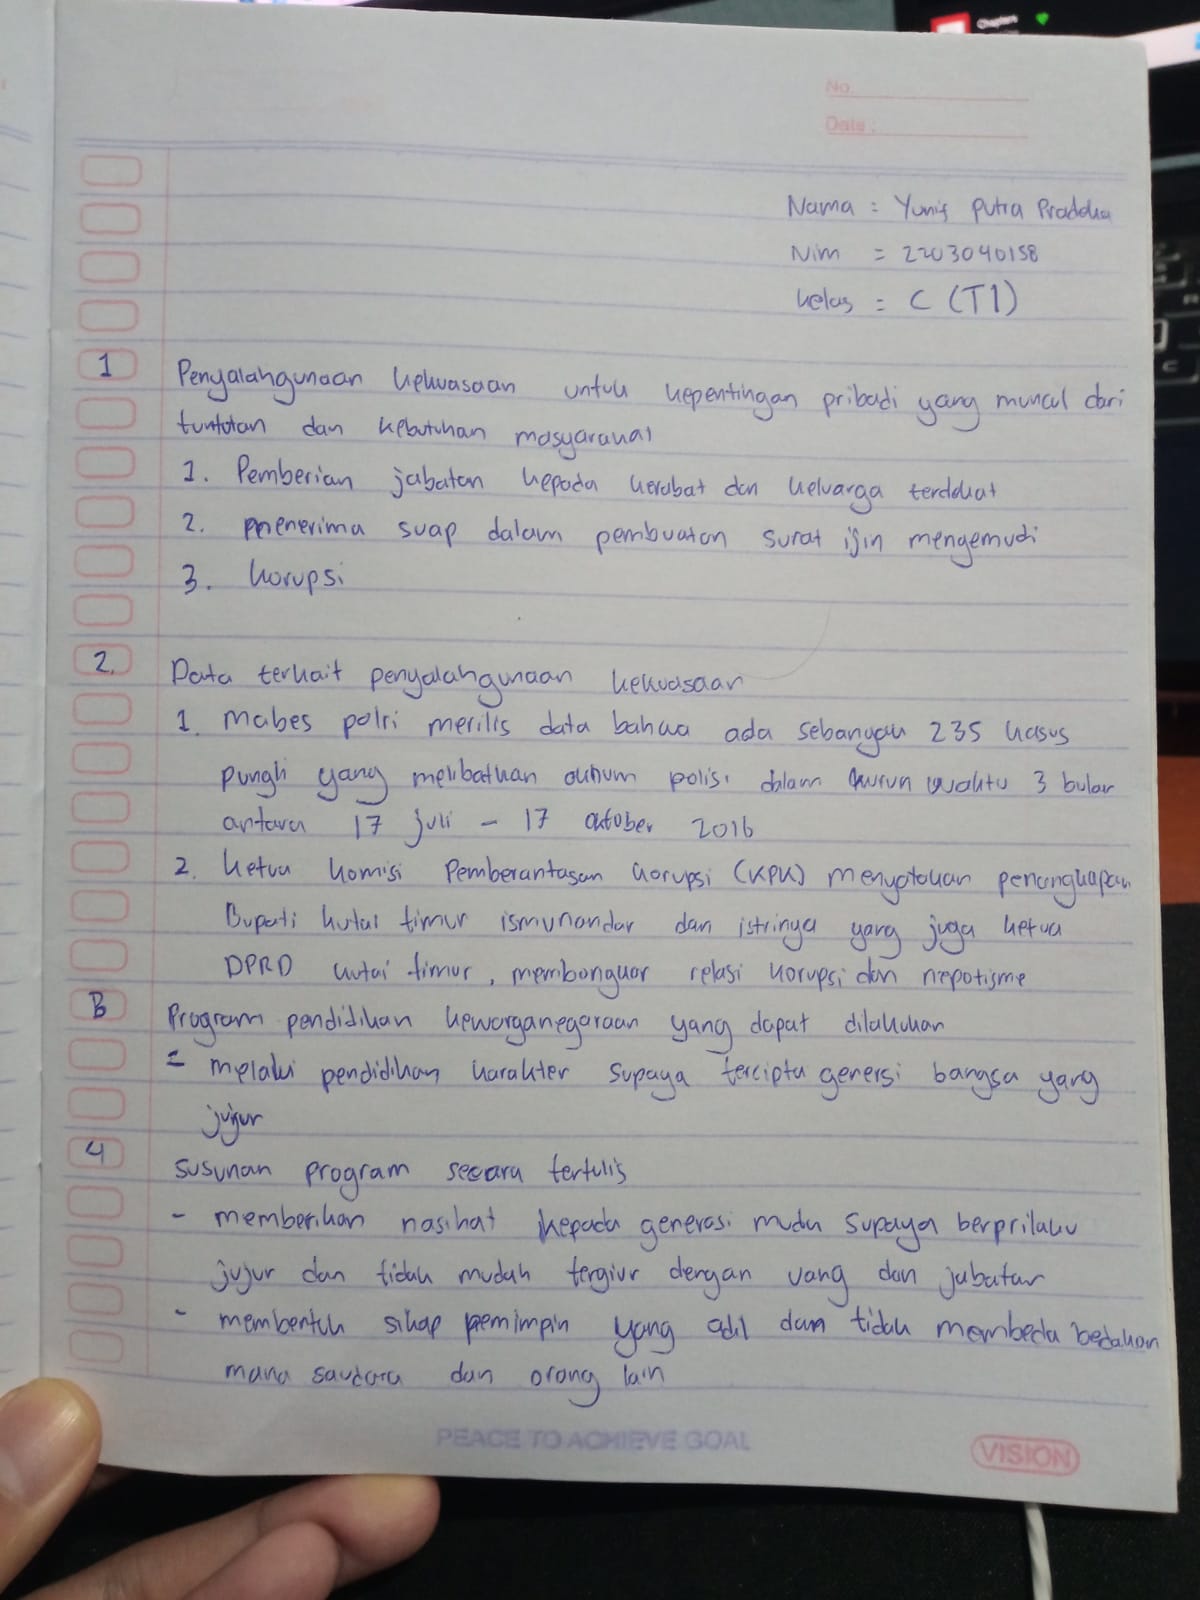 Chapters
No
Date :
Nama : Yunif Putra Praddha
Nim = 2203040158
kelas = C (T1)
1 Penyalahgunaan kekuasaan untuk kepentingan pribadi yang muncul dari
tuntutan dan kebutuhan masyarakat
1. Pemberian jabatan kepada kerabat dan keluarga terdekat
2. menerima suap dalam pembuatan surat ijin mengemudi
3. Korupsi
2. Data terkait penyalahgunaan kekuasaan
1. Mabes polri merilis data bahwa ada sebanyak 235 kasus
pungli yang melibatkan oknum polisi dalam kurun waktu 3 bulan
antara 17 juli - 17 oktober 2016
2. Ketua Komisi Pemberantasan Korupsi (KPK) menyatakan penangkapan
Bupati kutai timur ismunandar dan istrinya yang juga ketua
DPRD kutai timur, membongkar relasi korupsi dan nepotisme
B Program pendidikan kewarganegaraan yang dapat dilakukan
= melalui pendidikan karakter supaya tercipta genersi bangsa yang
jujur
4 susunan program secara tertulis
- memberikan nasihat kepada generasi muda supaya berprilaku
jujur dan tidak mudah tergiur dengan uang dan jabatan
- membentuk sikap pemimpin yang adil dan tidak membeda bedakan
mana saudara dan orang lain
PEACE TO ACHIEVE GOAL
VISION